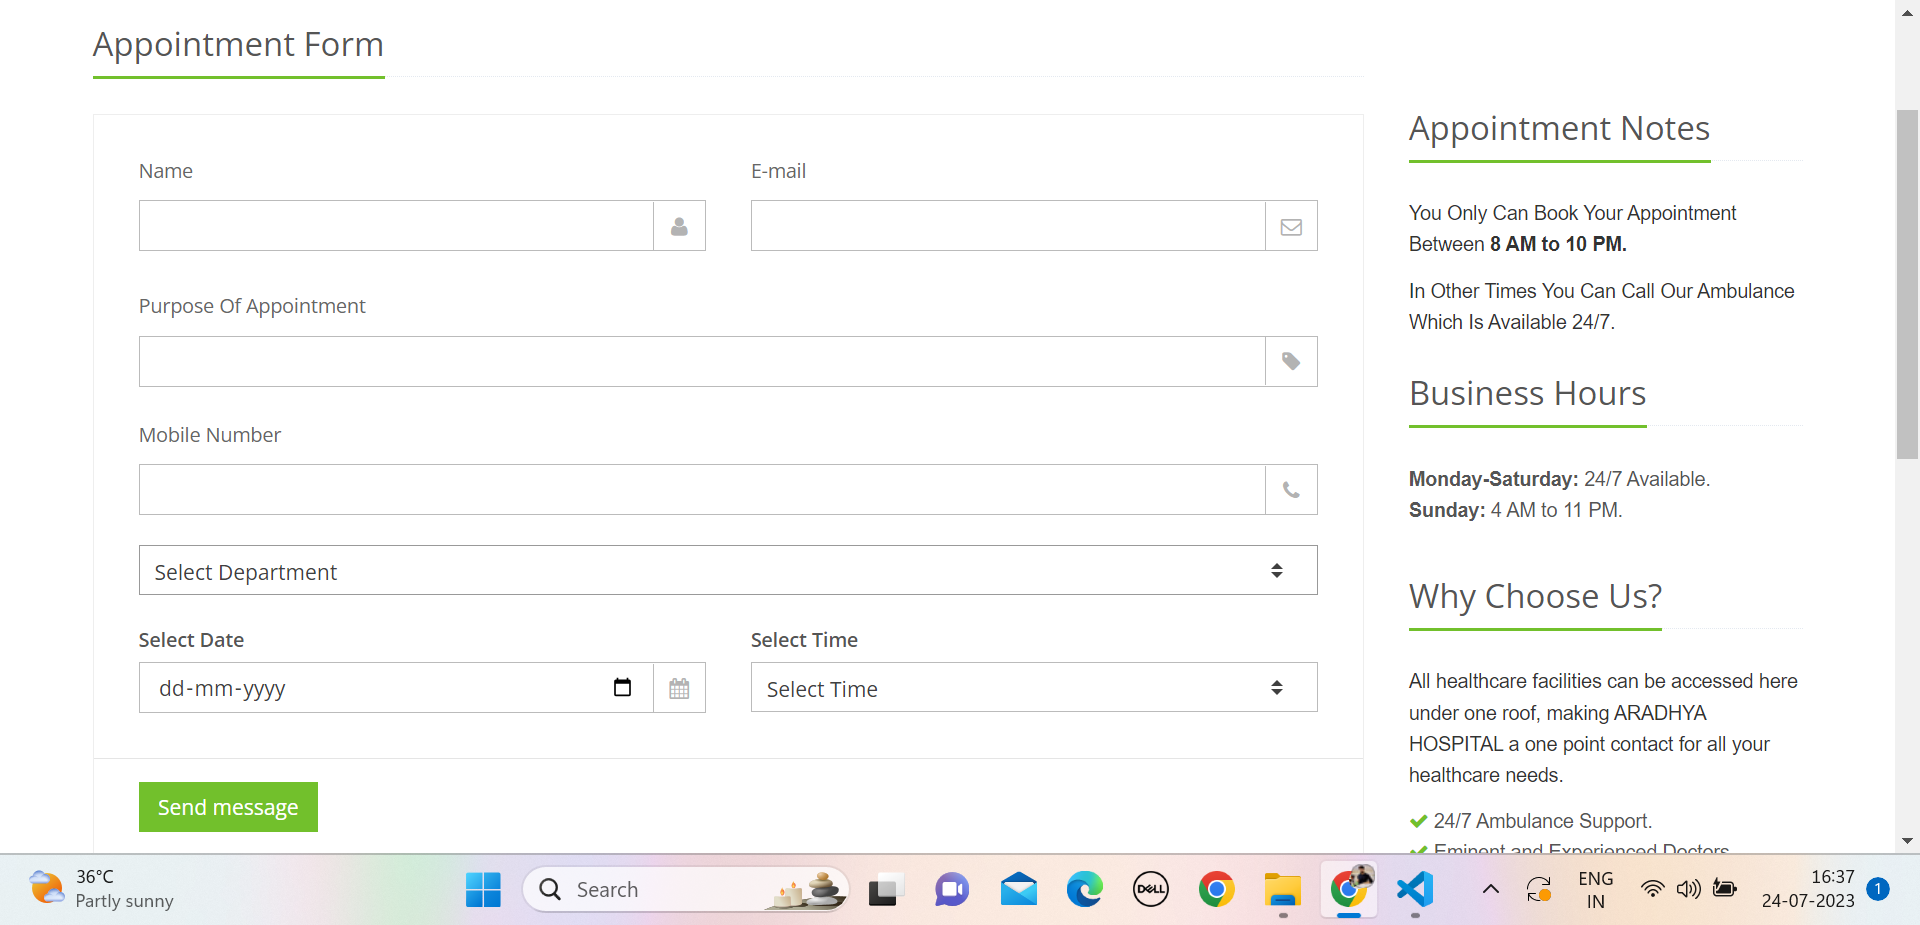 Appointment Form
Name
E-mail
Purpose Of Appointment
Mobile Number
Select Department
Select Date
Select Time
dd-mm-yyyy
Select Time
Send message
Appointment Notes
You Only Can Book Your Appointment
Between 8 AM to 10 PM.
In Other Times You Can Call Our Ambulance
Which Is Available 24/7.
Business Hours
Monday-Saturday: 24/7 Available.
Sunday: 4 AM to 11 PM.
Why Choose Us?
All healthcare facilities can be accessed here
under one roof, making ARADHYA
HOSPITAL a one point contact for all your
healthcare needs.
24/7 Ambulance Support.
Eminent and Experienced Doctors
36°C
Partly sunny
Search
DELL
ENG
IN
16:37
24-07-2023
1